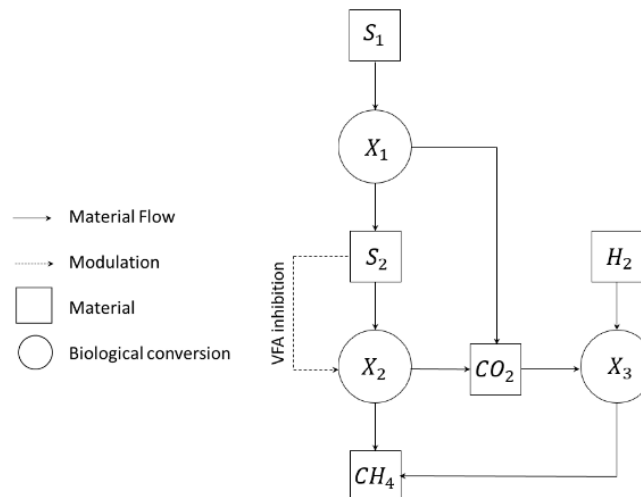 S₁
X₁
Material Flow
Modulation
Material
Biological conversion
VFA inhibition
S₂
H₂
X₂
CO₂
X₃
CH₄